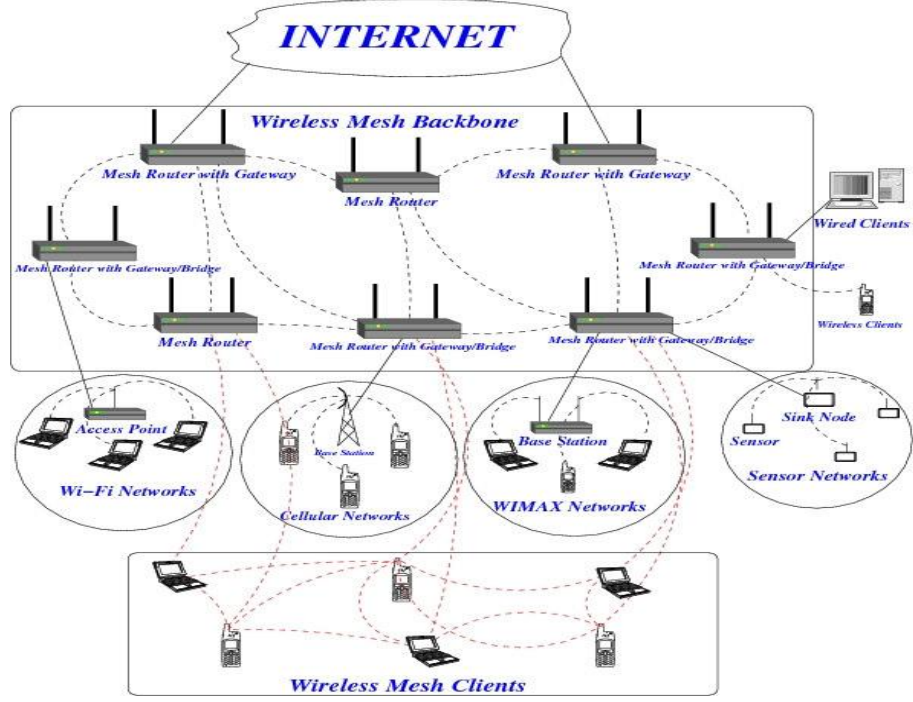 INTERNET
Wireless Mesh Backbone
Mesh Router with Gateway
Mesh Router
Mesh Router with Gateway
Wired Clients
Mesh Router with Gateway/Bridge
Mesh Router with Gateway/Bridge
Wireless Clients
Mesh Router
Mesh Router with Gateway/Bridge
Mesh Router with Gateway/Bridge
Access Point
Wi-Fi Networks
Base Station
Cellular Networks
Base Station
WIMAX Networks
Sink Node
Sensor
Sensor Networks
Wireless Mesh Clients